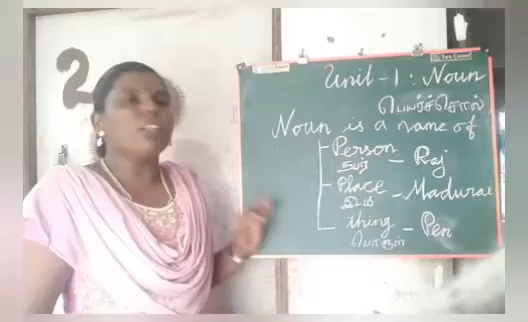 2
Unit - 1 : Noun
பெயர்ச்சொல்
Noun is a name of
Person - Raj
நபர்
Place - Madurai
இடம்
thing - Pen
பொருள்